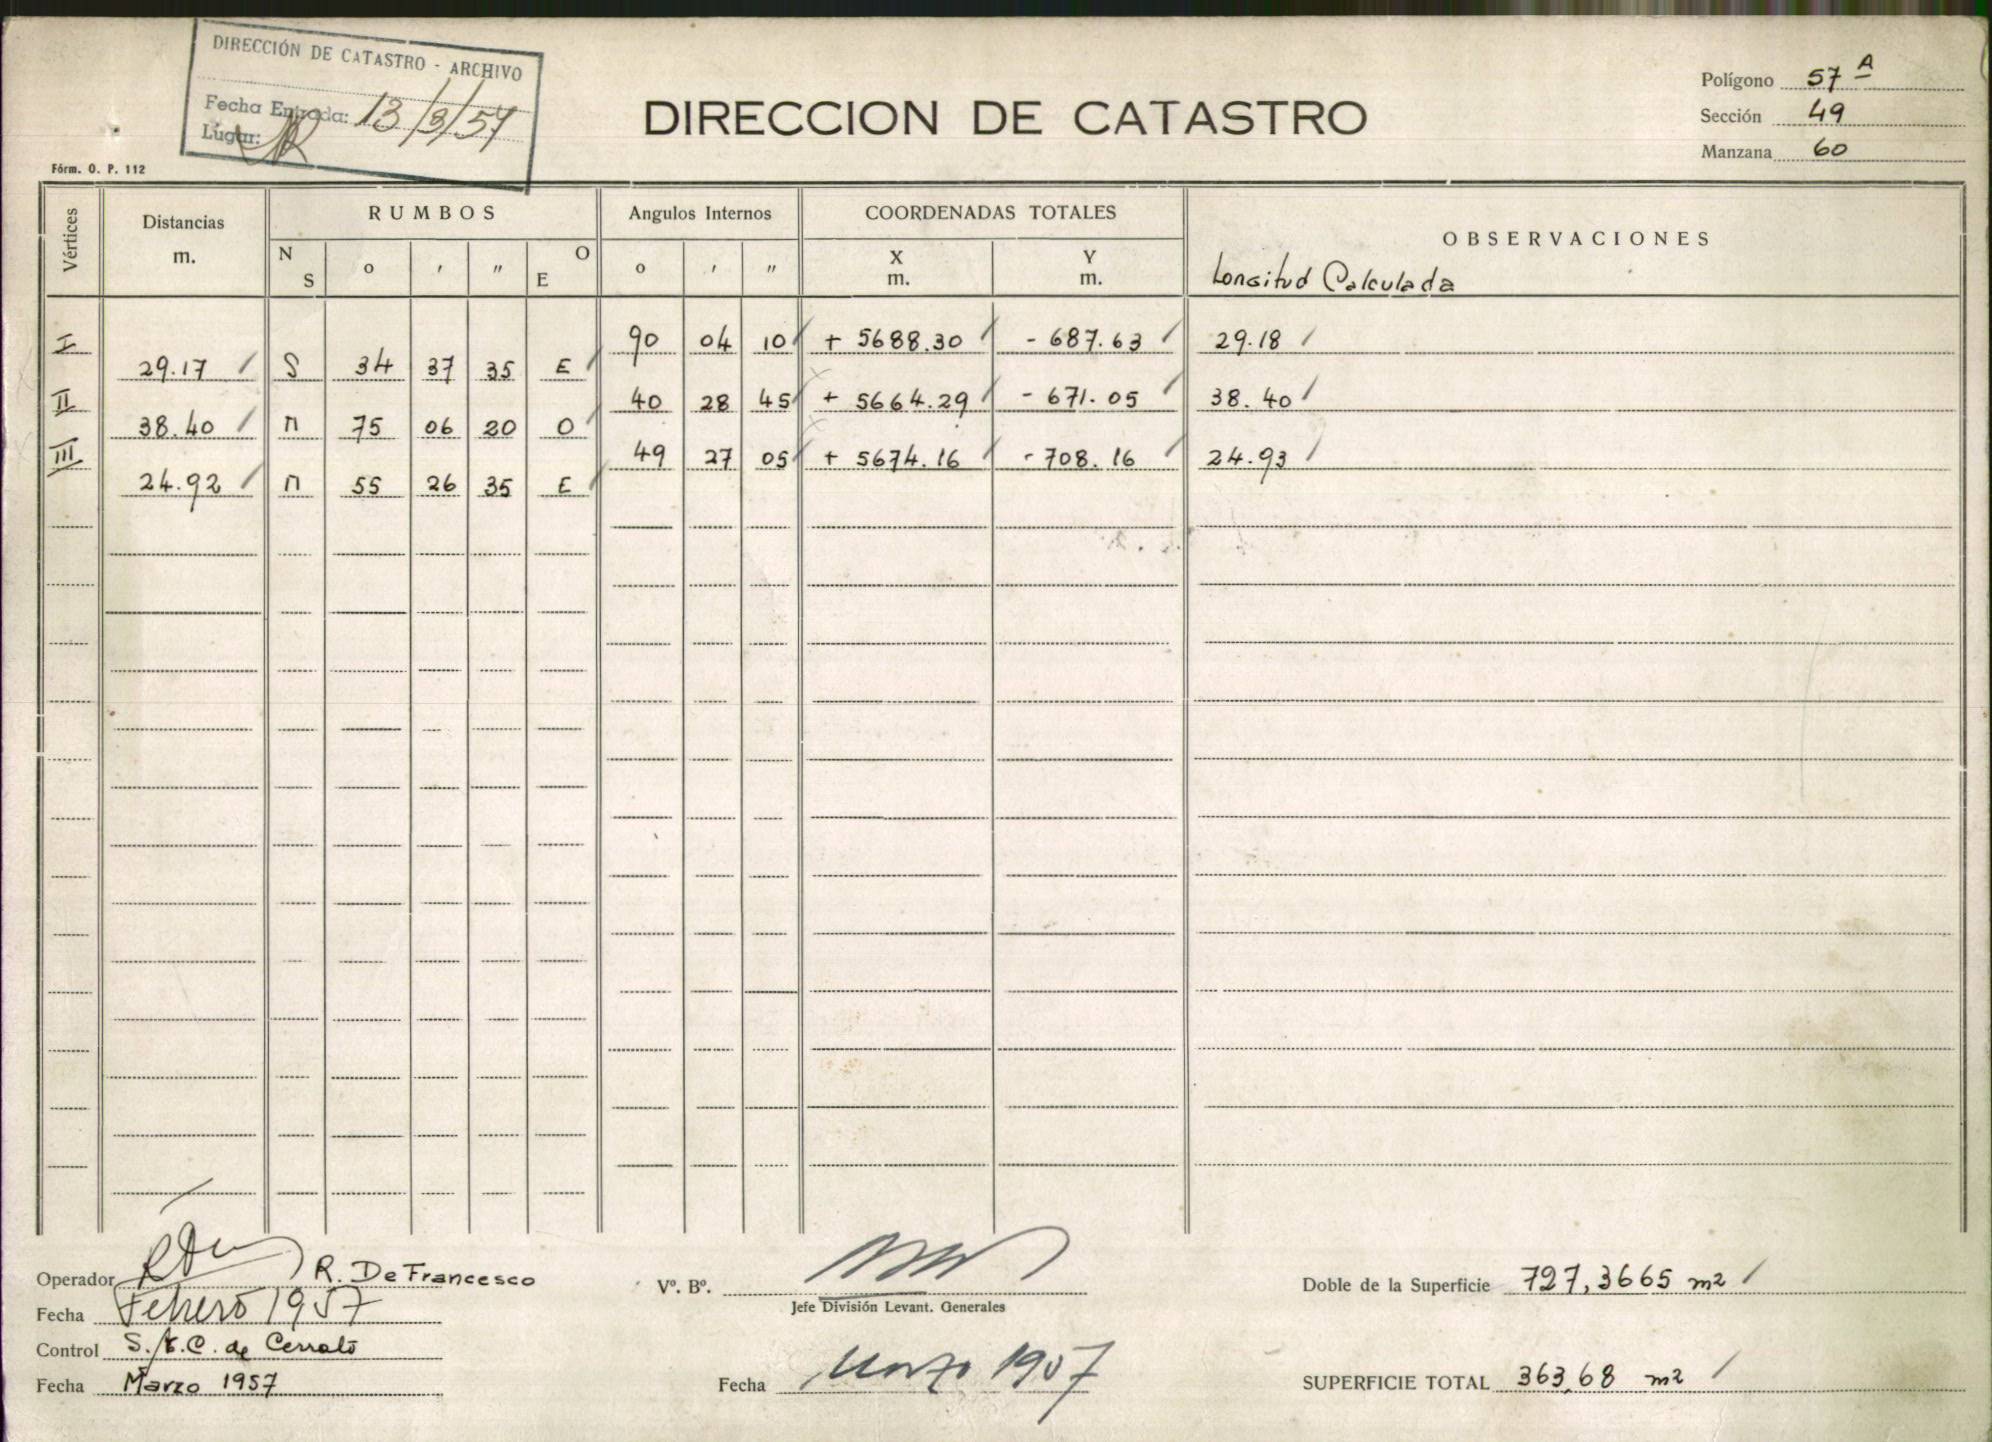 DIRECCIÓN DE CATASTRO - ARCHIVO
Fecha Entrada: 13/3/57
Lugar:
DIRECCION DE CATASTRO
Polígono 57 A
Sección 49
Manzana 60
Fórm. O. P. 112
Vértices Distancias m. RUMBOS Angulos Internos COORDENADAS TOTALES OBSERVACIONES
N S o ′ ″ O E o ′ ″ X m. Y m. Longitud Calculada
I 90 04 10 + 5688.30 - 687.63 29.18
29.17 S 34 37 35 E
II 40 28 45 + 5664.29 - 671.05 38.40
38.40 N 75 06 20 O
III 49 27 05 + 5674.16 - 708.16 24.93
24.92 N 55 26 35 E
Operador R. De Francesco
Fecha Febrero 1957
Control S. C. de Cerrato
Fecha Marzo 1957
Vº. Bº.
Jefe División Levant. Generales
Fecha Marzo 1957
Doble de la Superficie 727,3665 m2
SUPERFICIE TOTAL 363,68 m2